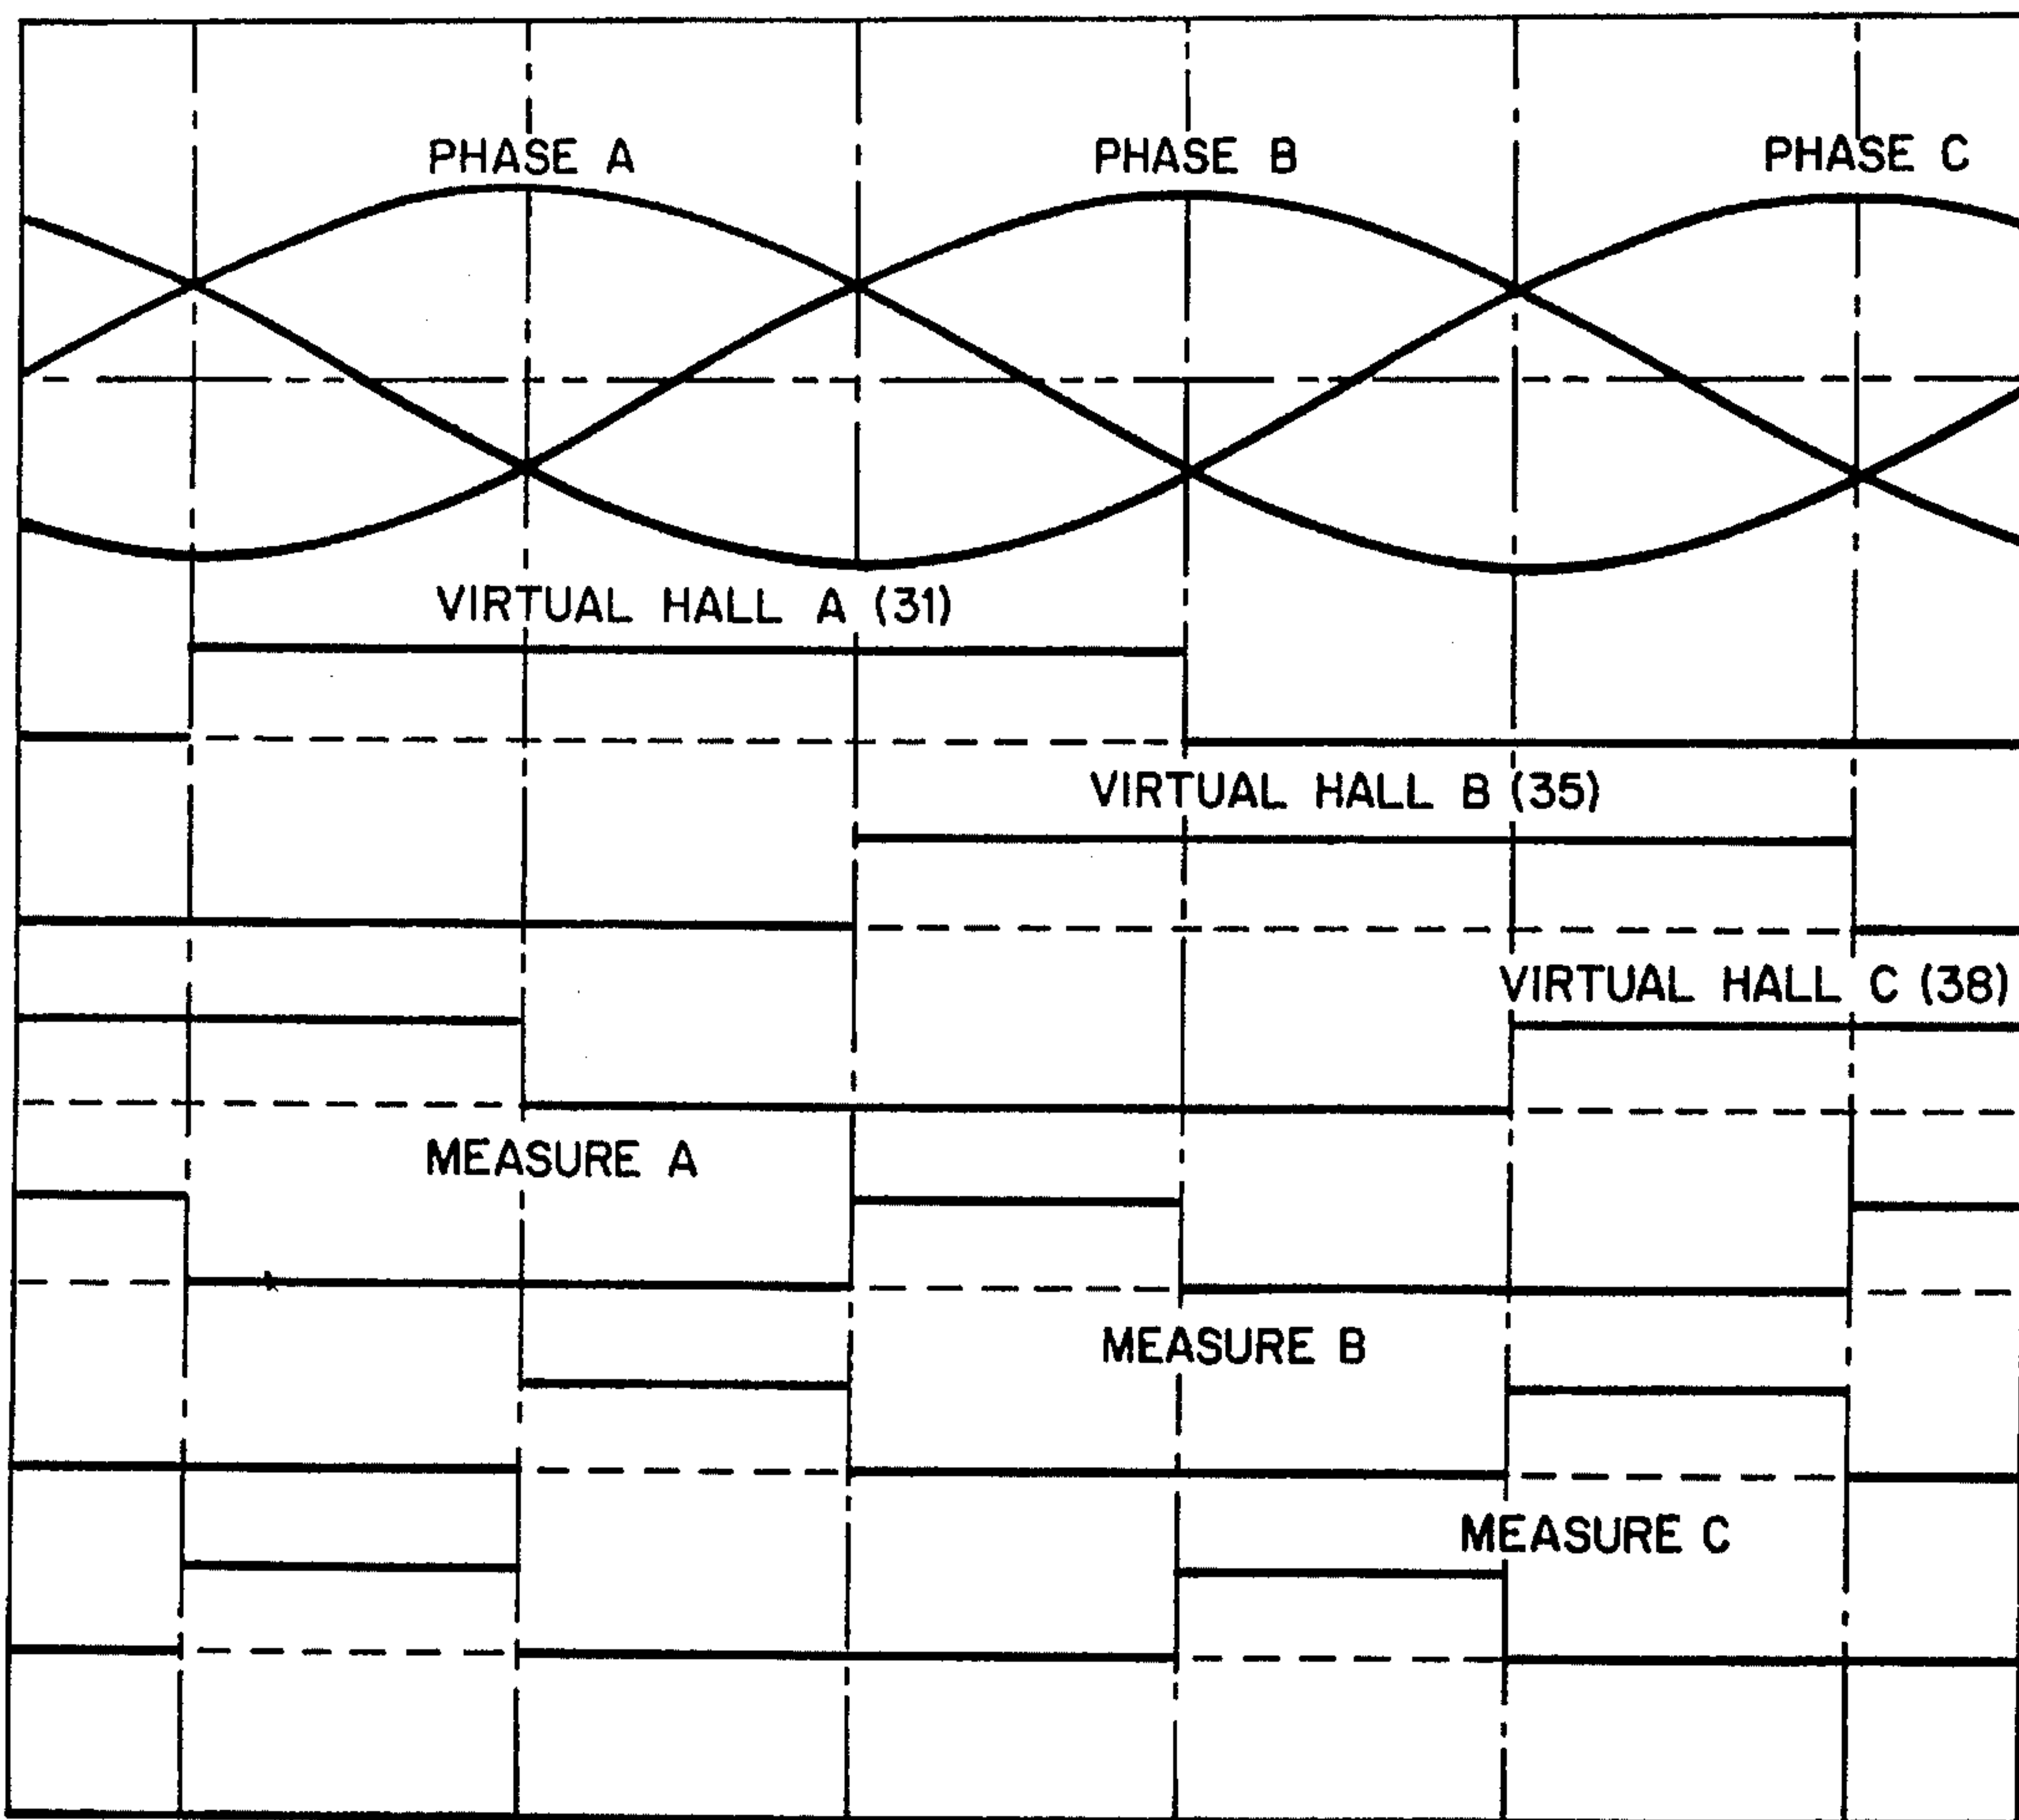 PHASE A
PHASE B
PHASE C
VIRTUAL HALL A (31)
VIRTUAL HALL B (35)
VIRTUAL HALL C (38)
MEASURE A
MEASURE B
MEASURE C